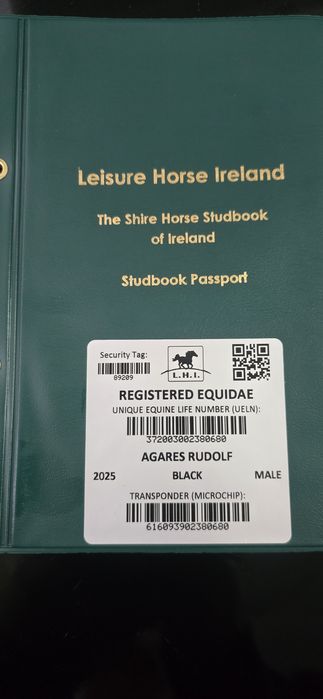 Leisure Horse Ireland
The Shire Horse Studbook
of Ireland
Studbook Passport
Security Tag:
89209
L.H.I.
REGISTERED EQUIDAE
UNIQUE EQUINE LIFE NUMBER (UELN):
372003002380680
AGARES RUDOLF
2025 BLACK MALE
TRANSPONDER (MICROCHIP):
616093902380680